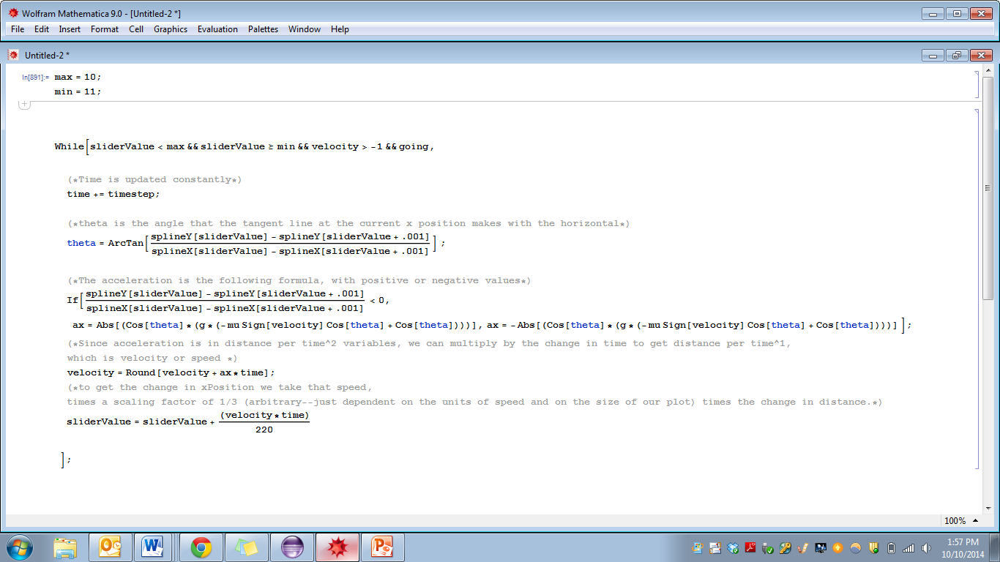 Wolfram Mathematica 9.0 - [Untitled-2 *]
File Edit Insert Format Cell Graphics Evaluation Palettes Window Help
Untitled-2 *
In[891]:= max = 10;
min = 11;
While[sliderValue < max && sliderValue ≥ min && velocity > -1 && going,
(*Time is updated constantly*)
time += timestep;
(*theta is the angle that the tangent line at the current x position makes with the horizontal*)
theta = ArcTan[(splineY[sliderValue] - splineY[sliderValue + .001])/(splineX[sliderValue] - splineX[sliderValue + .001])];
(*The acceleration is the following formula, with positive or negative values*)
If[(splineY[sliderValue] - splineY[sliderValue + .001])/(splineX[sliderValue] - splineX[sliderValue + .001]) < 0,
ax = Abs[(Cos[theta] * (g * (-mu Sign[velocity] Cos[theta] + Cos[theta])))], ax = -Abs[(Cos[theta] * (g * (-mu Sign[velocity] Cos[theta] + Cos[theta])))]];
(*Since acceleration is in distance per time^2 variables, we can multiply by the change in time to get distance per time^1,
which is velocity or speed *)
velocity = Round[velocity + ax * time];
(*to get the change in xPosition we take that speed,
times a scaling factor of 1/3 (arbitrary--just dependent on the units of speed and on the size of our plot) times the change in distance.*)
sliderValue = sliderValue + (velocity * time)/220
];
100%
1:57 PM
10/10/2014